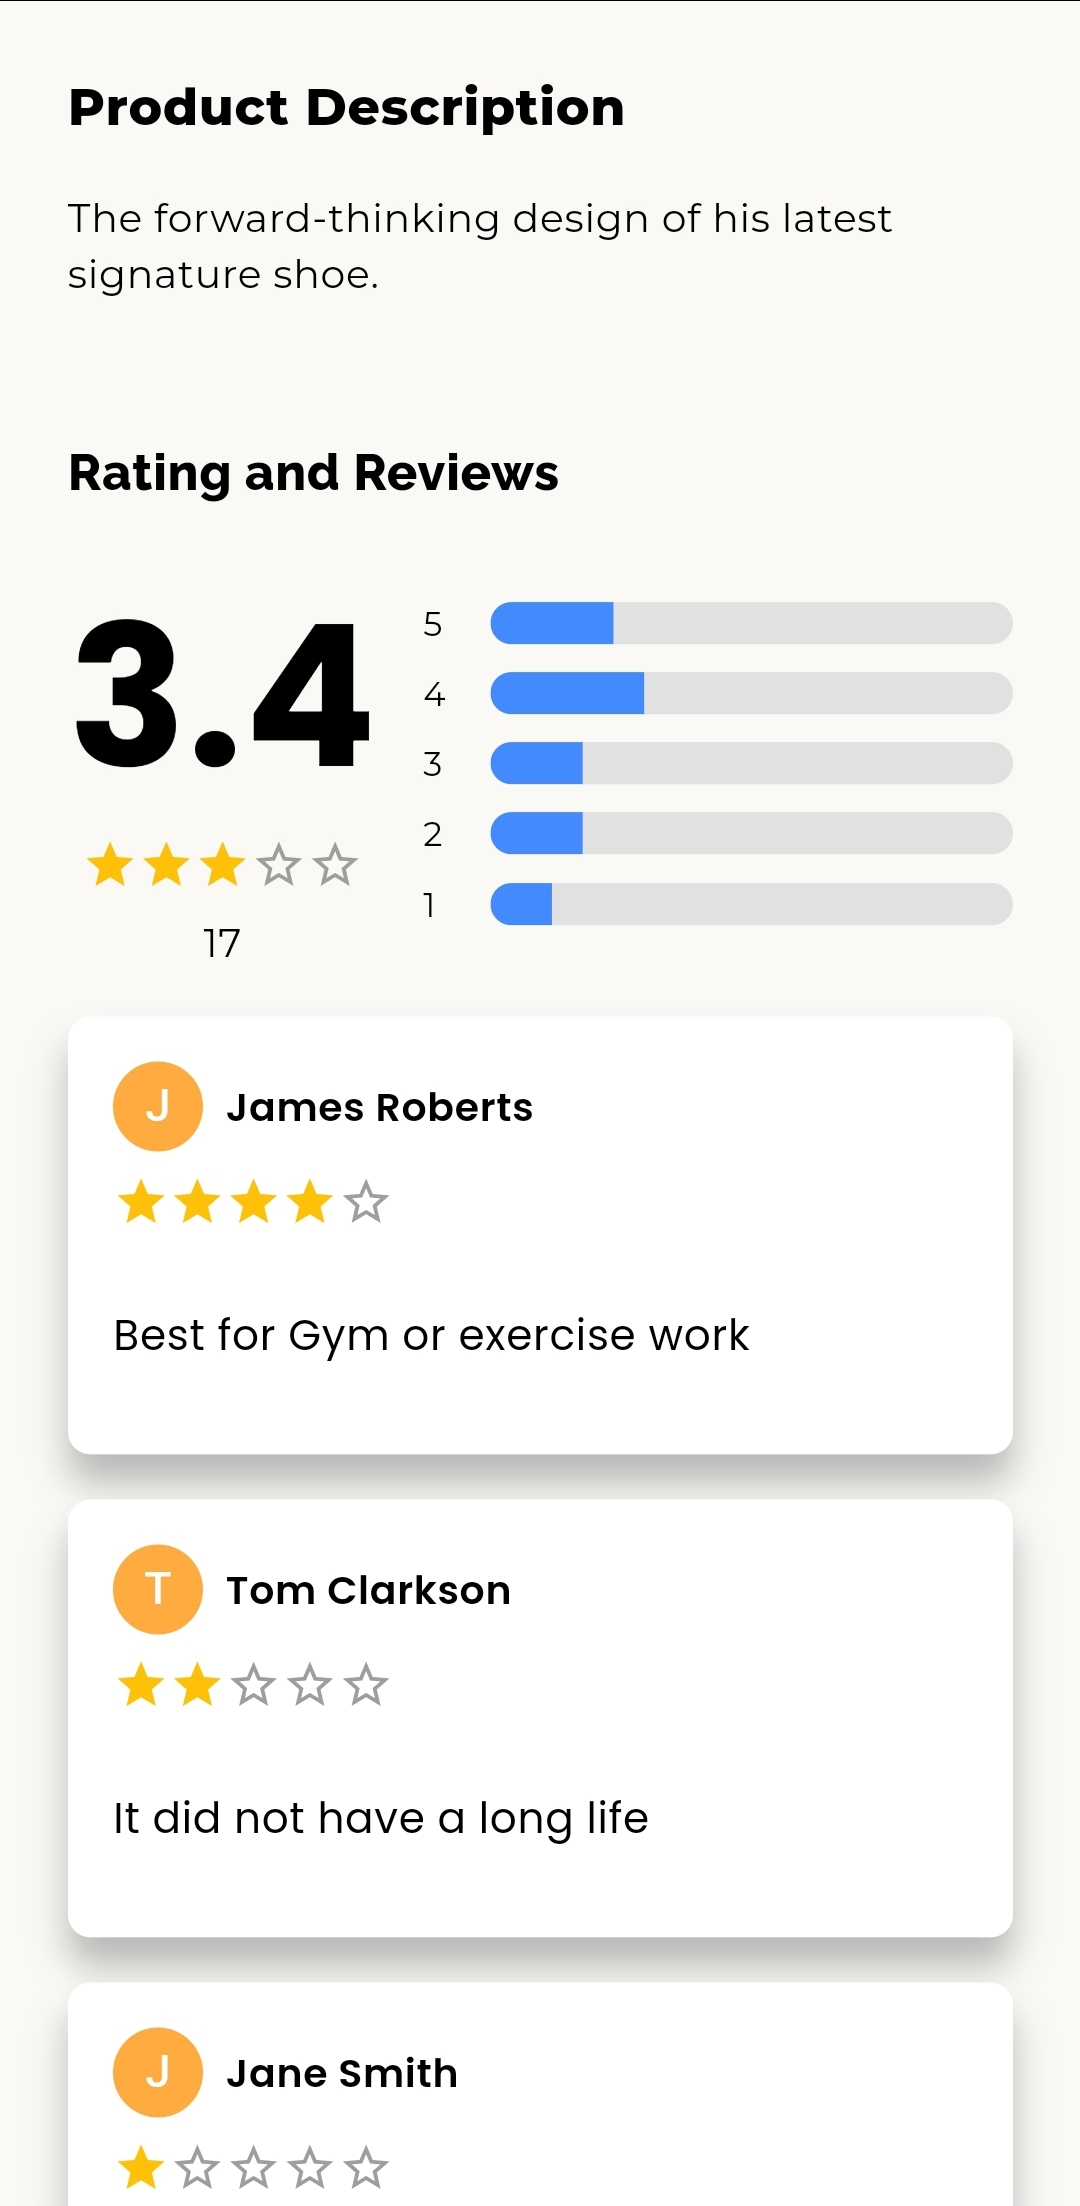 Product Description
The forward-thinking design of his latest
signature shoe.
Rating and Reviews
3.4
17
5
4
3
2
1
J James Roberts
Best for Gym or exercise work
T Tom Clarkson
It did not have a long life
J Jane Smith